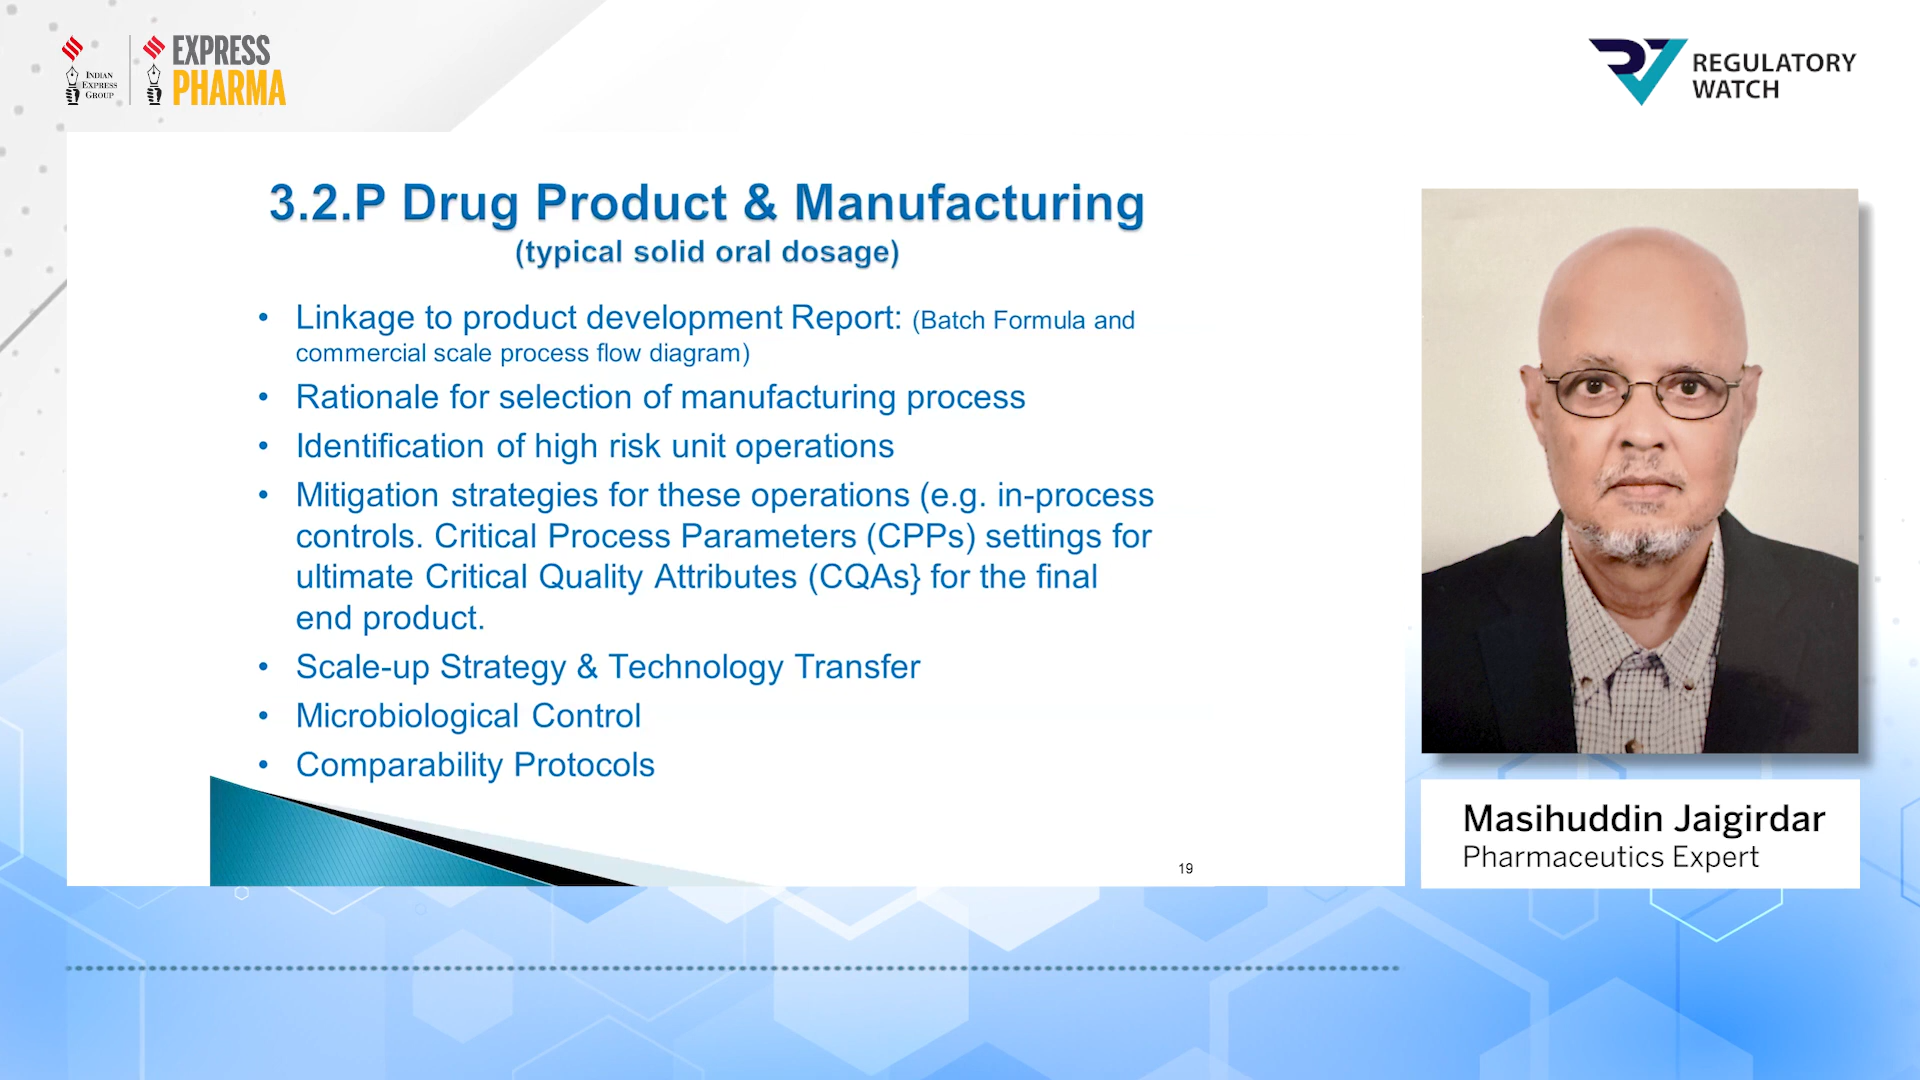 INDIAN
EXPRESS
GROUP
EXPRESS
PHARMA
REGULATORY
WATCH
3.2.P Drug Product & Manufacturing
(typical solid oral dosage)
• Linkage to product development Report: (Batch Formula and
commercial scale process flow diagram)
• Rationale for selection of manufacturing process
• Identification of high risk unit operations
• Mitigation strategies for these operations (e.g. in-process
controls. Critical Process Parameters (CPPs) settings for
ultimate Critical Quality Attributes (CQAs} for the final
end product.
• Scale-up Strategy & Technology Transfer
• Microbiological Control
• Comparability Protocols
19
Masihuddin Jaigirdar
Pharmaceutics Expert